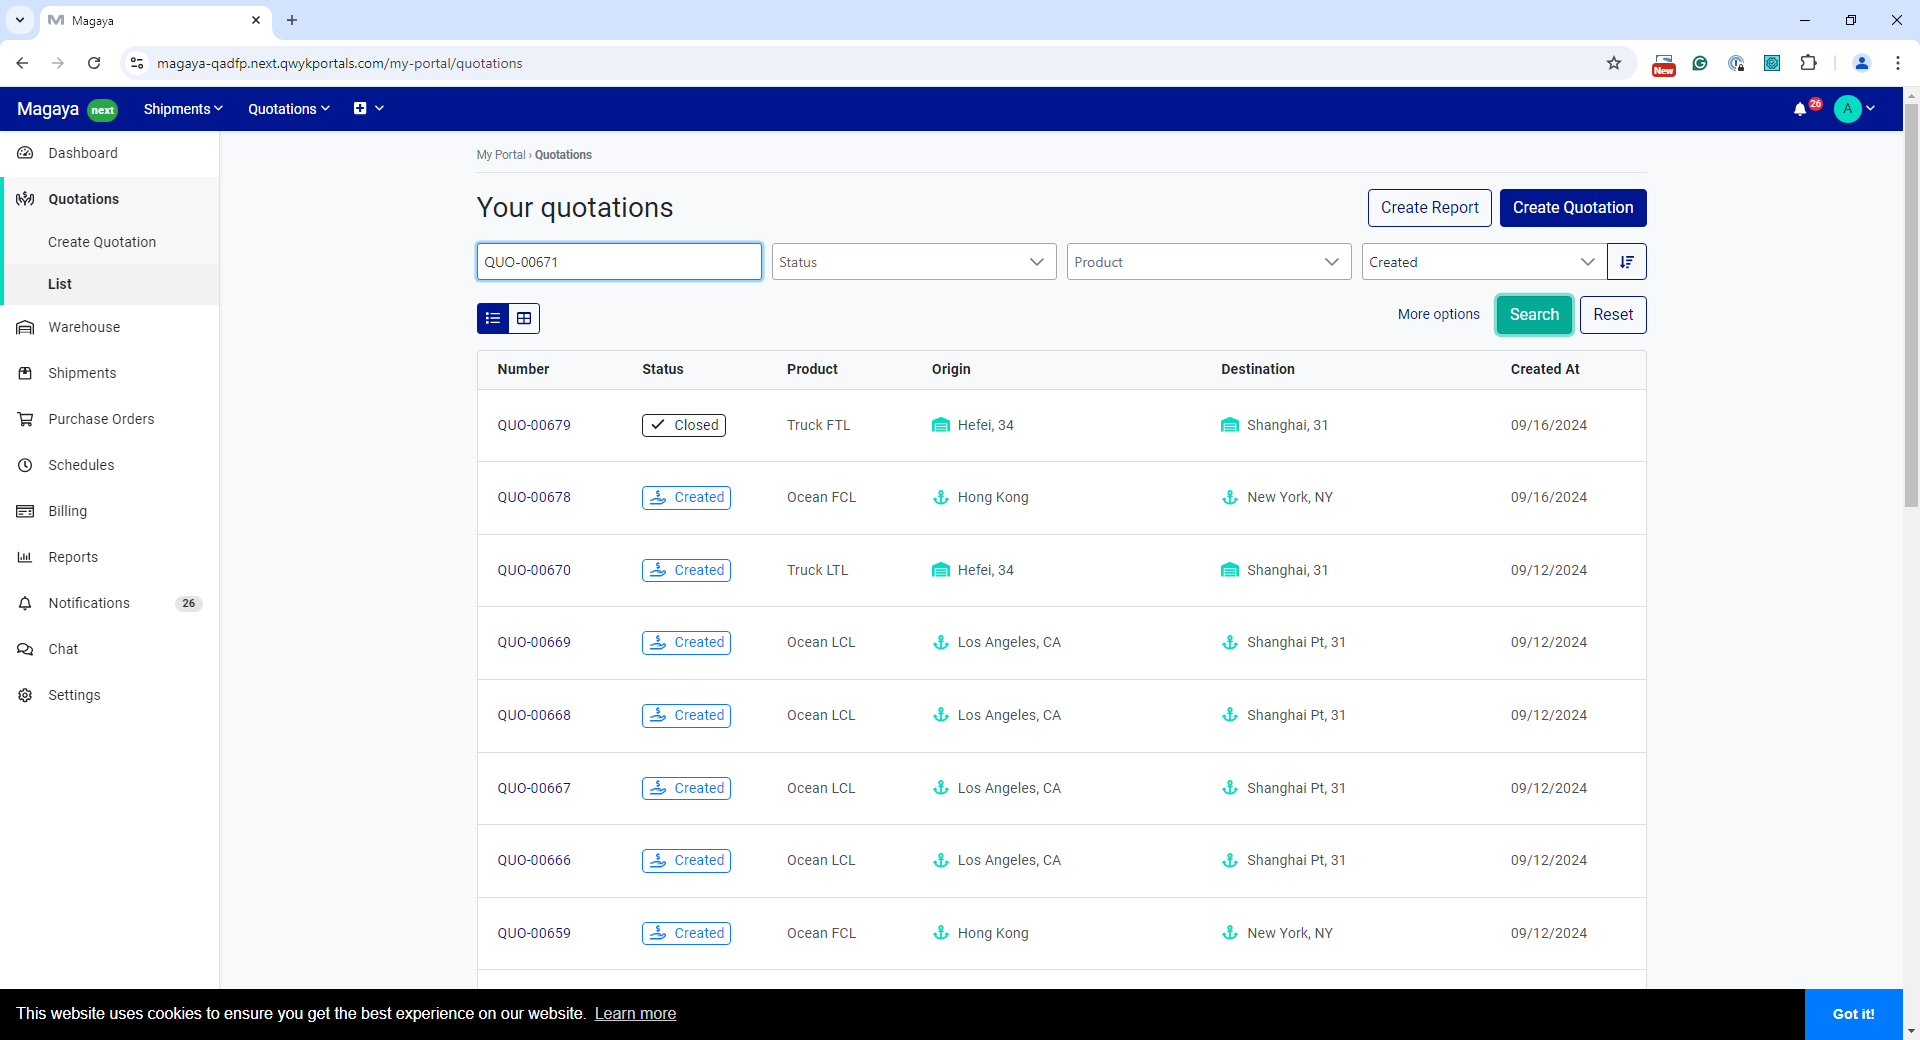 Magaya
magaya-qadfp.next.qwykportals.com/my-portal/quotations
New
Magaya next Shipments Quotations 26 A
Dashboard
Quotations
Create Quotation
List
Warehouse
Shipments
Purchase Orders
Schedules
Billing
Reports
Notifications 26
Chat
Settings
My Portal › Quotations
Your quotations
Create Report Create Quotation
QUO-00671 Status Product Created
More options Search Reset
Number Status Product Origin Destination Created At
QUO-00679 Closed Truck FTL Hefei, 34 Shanghai, 31 09/16/2024
QUO-00678 Created Ocean FCL Hong Kong New York, NY 09/16/2024
QUO-00670 Created Truck LTL Hefei, 34 Shanghai, 31 09/12/2024
QUO-00669 Created Ocean LCL Los Angeles, CA Shanghai Pt, 31 09/12/2024
QUO-00668 Created Ocean LCL Los Angeles, CA Shanghai Pt, 31 09/12/2024
QUO-00667 Created Ocean LCL Los Angeles, CA Shanghai Pt, 31 09/12/2024
QUO-00666 Created Ocean LCL Los Angeles, CA Shanghai Pt, 31 09/12/2024
QUO-00659 Created Ocean FCL Hong Kong New York, NY 09/12/2024
This website uses cookies to ensure you get the best experience on our website. Learn more Got it!